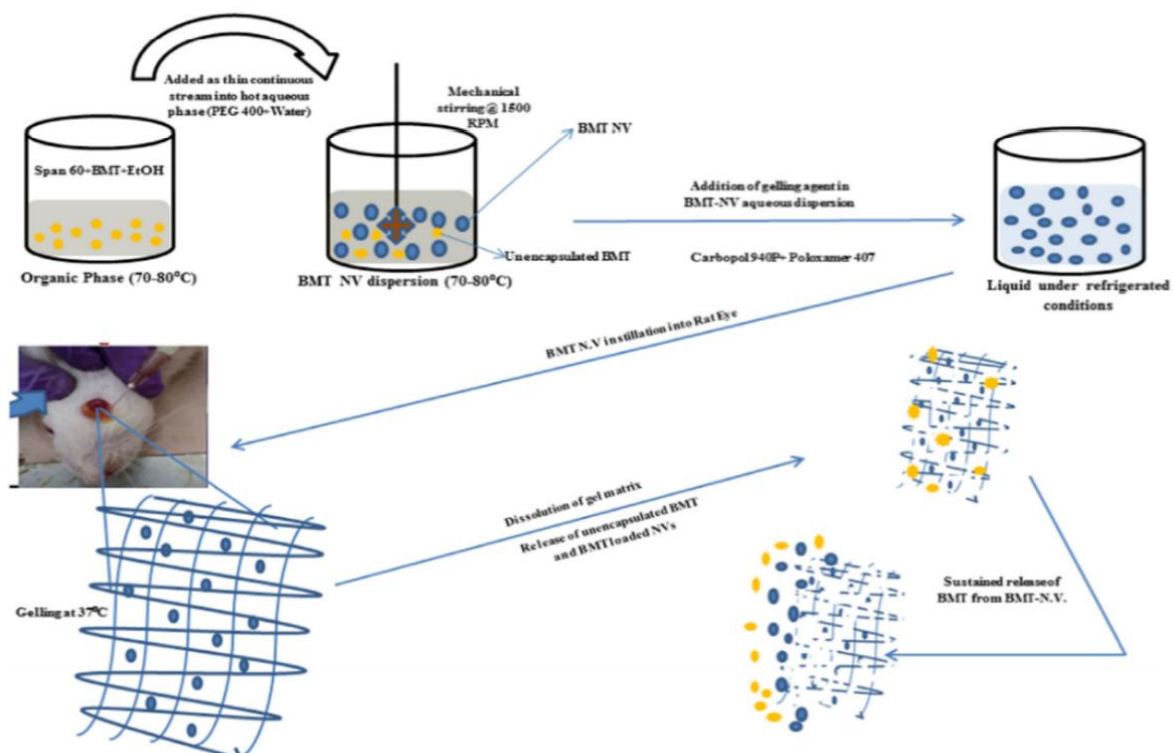 Added as thin continuous
stream into hot aqueous
phase (PEG 400+Water)
Mechanical
stirring @ 1500
RPM
BMT NV
Span 60+BMT+EtOH
Addition of gelling agent in
BMT-NV aqueous dispersion
Unencapsulated BMT
Carbopol 940P+ Poloxamer 407
Organic Phase (70-80°C)
BMT NV dispersion (70-80°C)
Liquid under refrigerated
conditions
BMT N.V instillation into Rat Eye
Dissolution of gel matrix
Release of unencapsulated BMT
and BMT loaded NVs
Gelling at 37°C
Sustained release of
BMT from BMT-N.V.